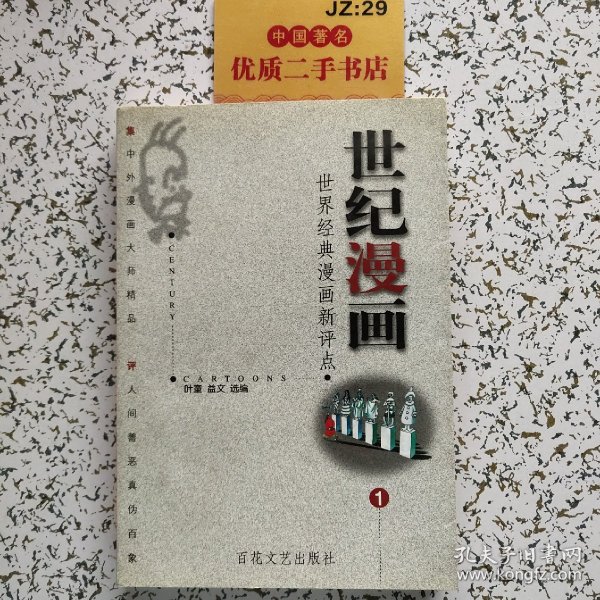 JZ:29
中国著名
优质二手书店
世纪漫画
世界经典漫画新评点
集中外漫画大师精品 评人间善恶真伪百象
CENTURY
CARTOONS
叶童 益文 选编
1
百花文艺出版社
孔夫子旧书网
www.kongfz.com